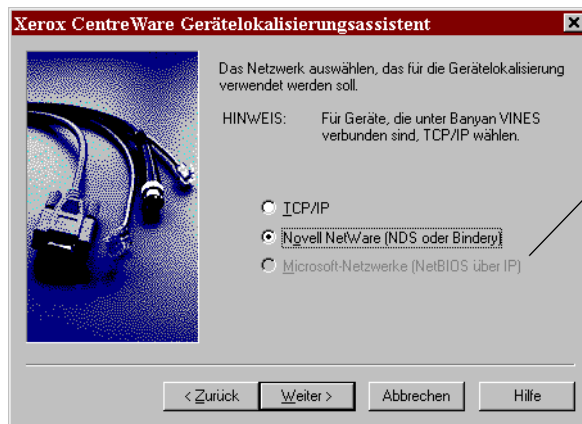 Xerox CentreWare Gerätelokalisierungsassistent
Das Netzwerk auswählen, das für die Gerätelokalisierung
verwendet werden soll.
HINWEIS: Für Geräte, die unter Banyan VINES
verbunden sind, TCP/IP wählen.
TCP/IP
Novell NetWare (NDS oder Bindery)
Microsoft-Netzwerke (NetBIOS über IP)
< Zurück Weiter > Abbrechen Hilfe